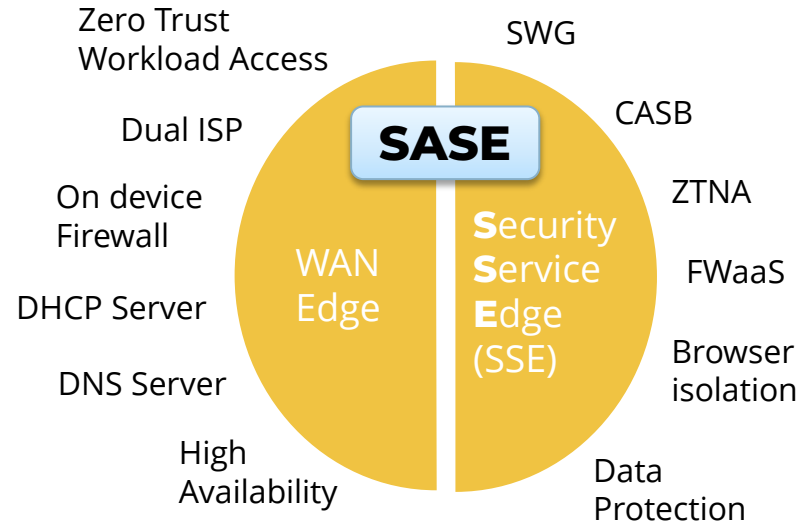 Zero Trust
Workload Access
Dual ISP
On device
Firewall
DHCP Server
DNS Server
High
Availability
SASE
WAN
Edge
Security
Service
Edge
(SSE)
SWG
CASB
ZTNA
FWaaS
Browser
isolation
Data
Protection